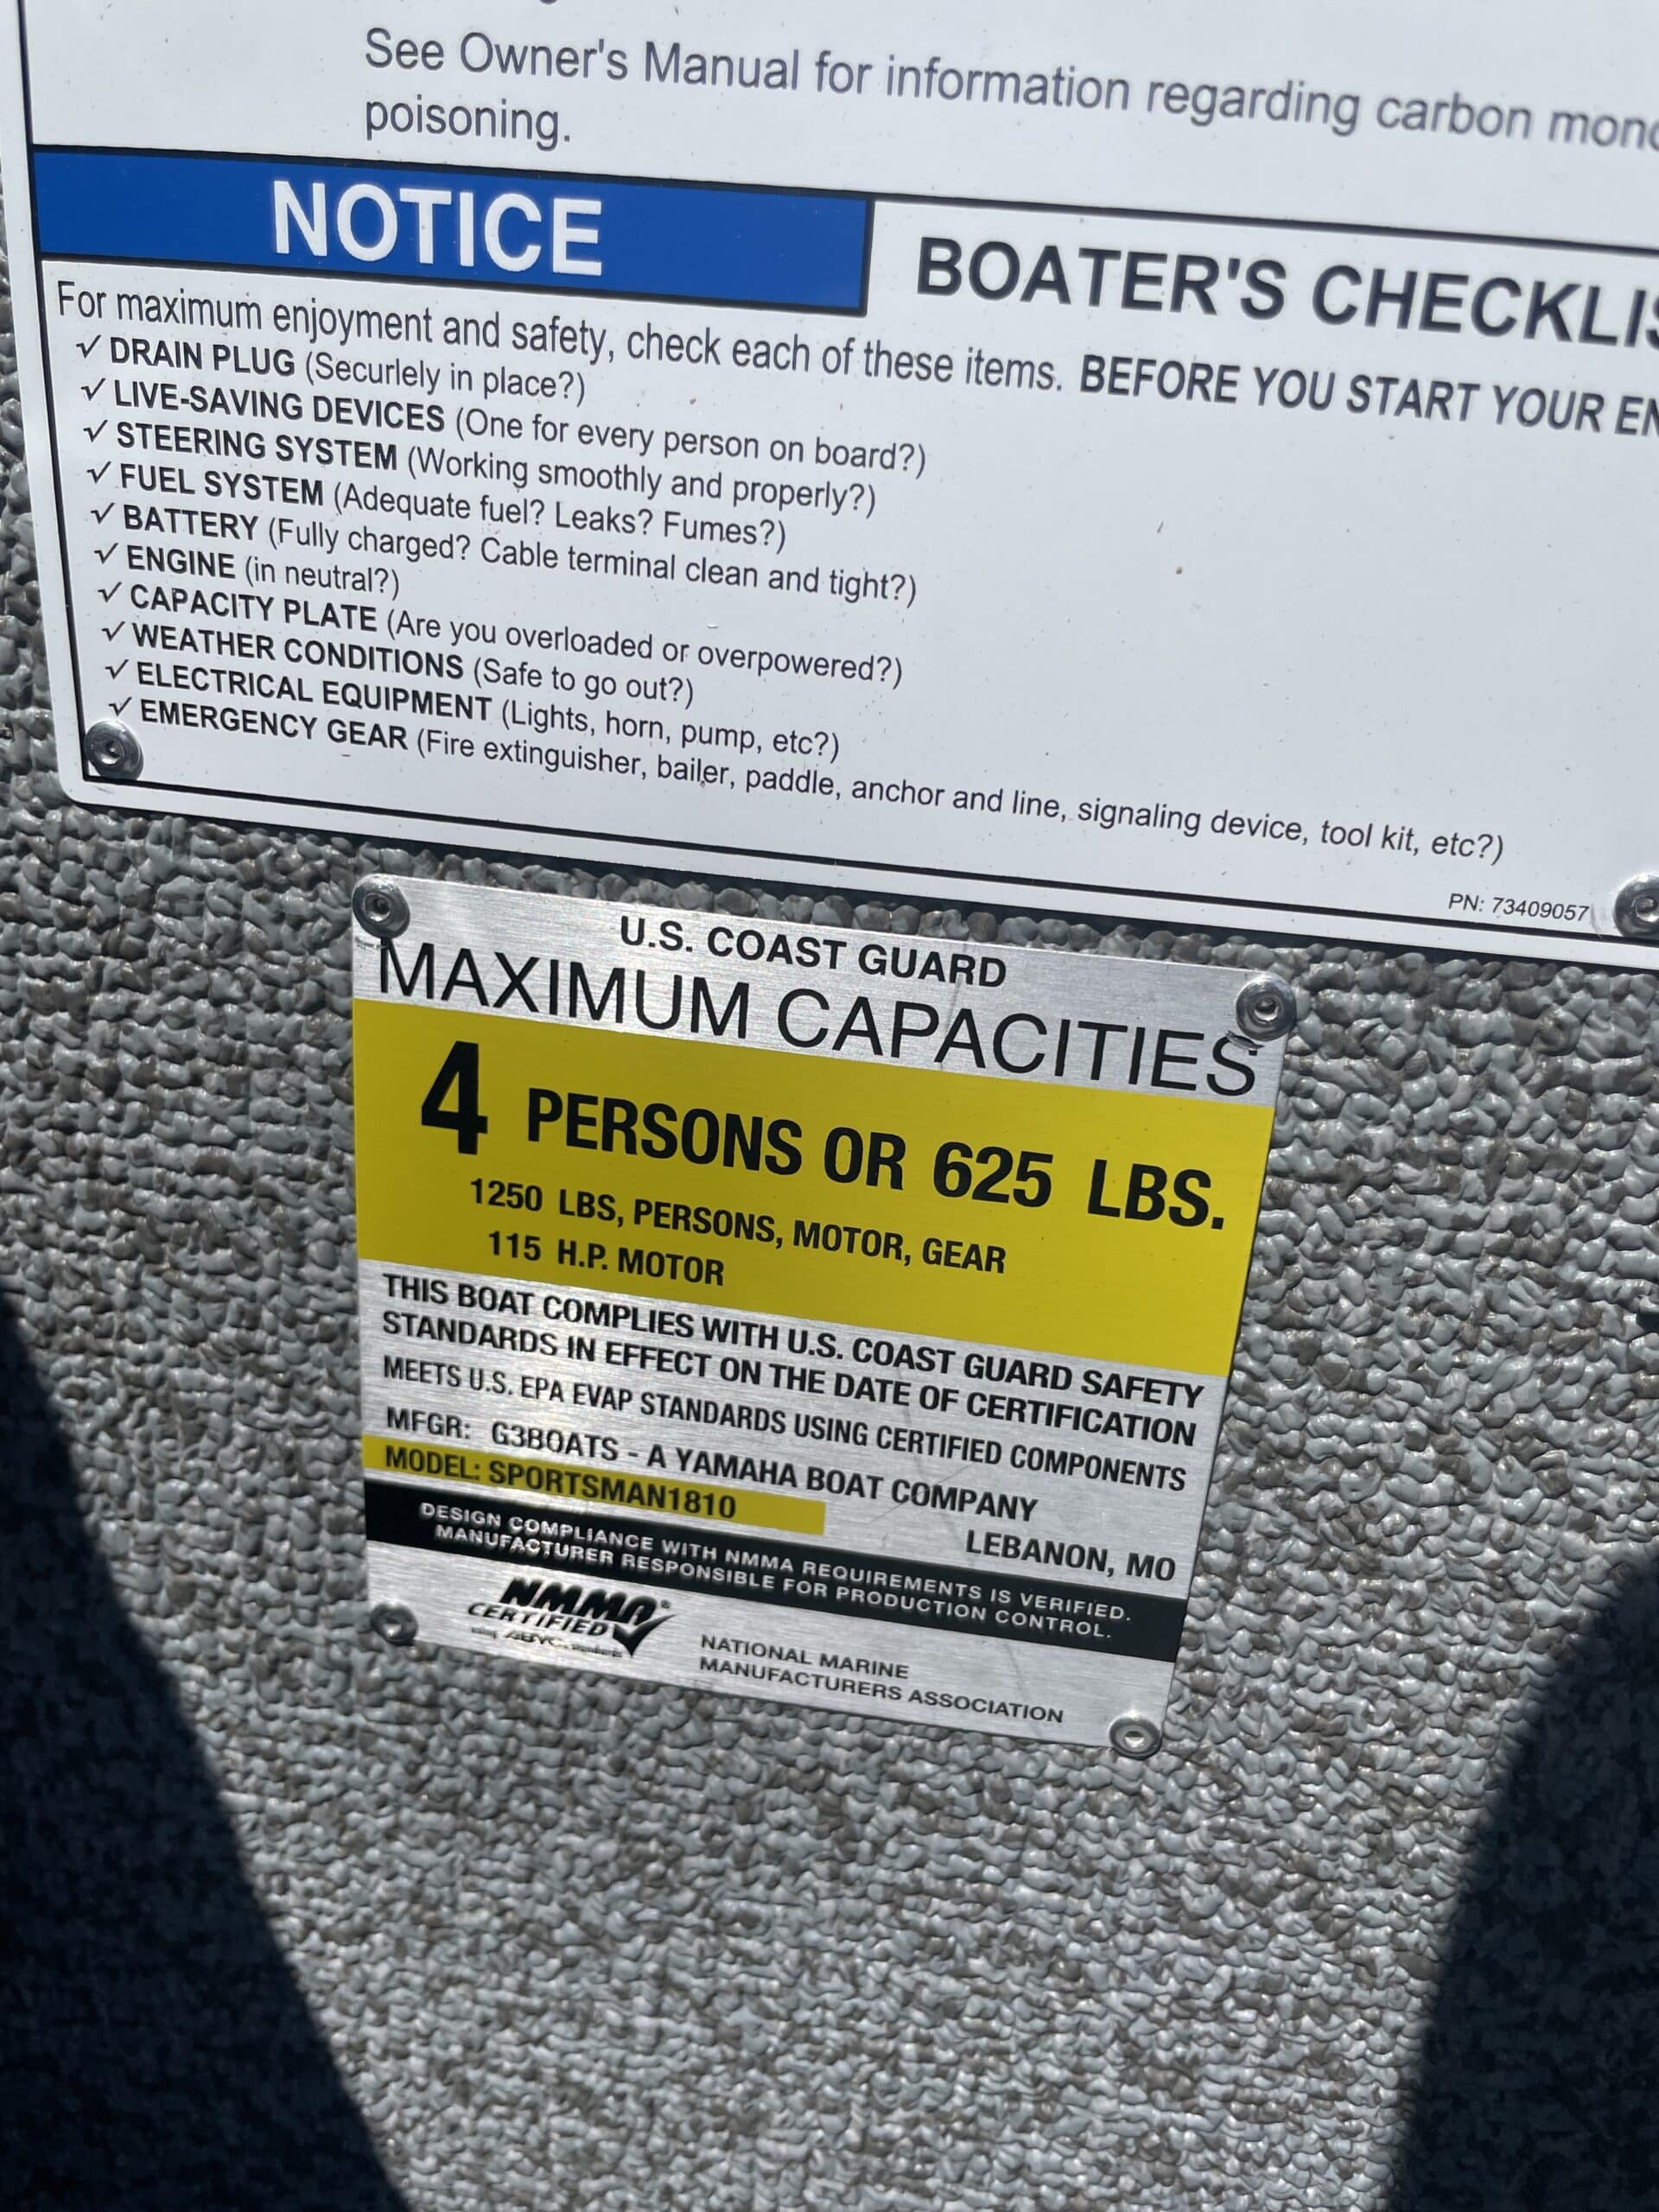 See Owner's Manual for information regarding carbon
poisoning.
NOTICE
BOATER'S
For maximum enjoyment and safety, check each of these items. BEFORE YOU START YOUR
√ DRAIN PLUG (Securlely in place?)
√ LIVE-SAVING DEVICES (One for every person on board?)
√ STEERING SYSTEM (Working smoothly and properly?)
√ FUEL SYSTEM (Adequate fuel? Leaks? Fumes?)
√ BATTERY (Fully charged? Cable terminal clean and tight?)
√ ENGINE (in neutral?)
√ CAPACITY PLATE (Are you overloaded or overpowered?)
√ WEATHER CONDITIONS (Safe to go out?)
√ ELECTRICAL EQUIPMENT (Lights, horn, pump, etc?)
√ EMERGENCY GEAR (Fire extinguisher, bailer, paddle, anchor and line, signaling device, tool kit, etc?)
PN: 73409057
U.S. COAST GUARD
MAXIMUM CAPACITIES
4 PERSONS OR 625 LBS.
1250 LBS, PERSONS, MOTOR, GEAR
115 H.P. MOTOR
THIS BOAT COMPLIES WITH U.S. COAST GUARD SAFETY
STANDARDS IN EFFECT ON THE DATE OF CERTIFICATION
MEETS U.S. EPA EVAP STANDARDS USING CERTIFIED COMPONENTS
MFGR: G3BOATS - A YAMAHA BOAT COMPANY
MODEL: SPORTSMAN1810
LEBANON, MO
DESIGN COMPLIANCE WITH NMMA REQUIREMENTS IS VERIFIED.
MANUFACTURER RESPONSIBLE FOR PRODUCTION CONTROL.
NMMA®
CERTIFIED
NATIONAL MARINE
MANUFACTURERS ASSOCIATION